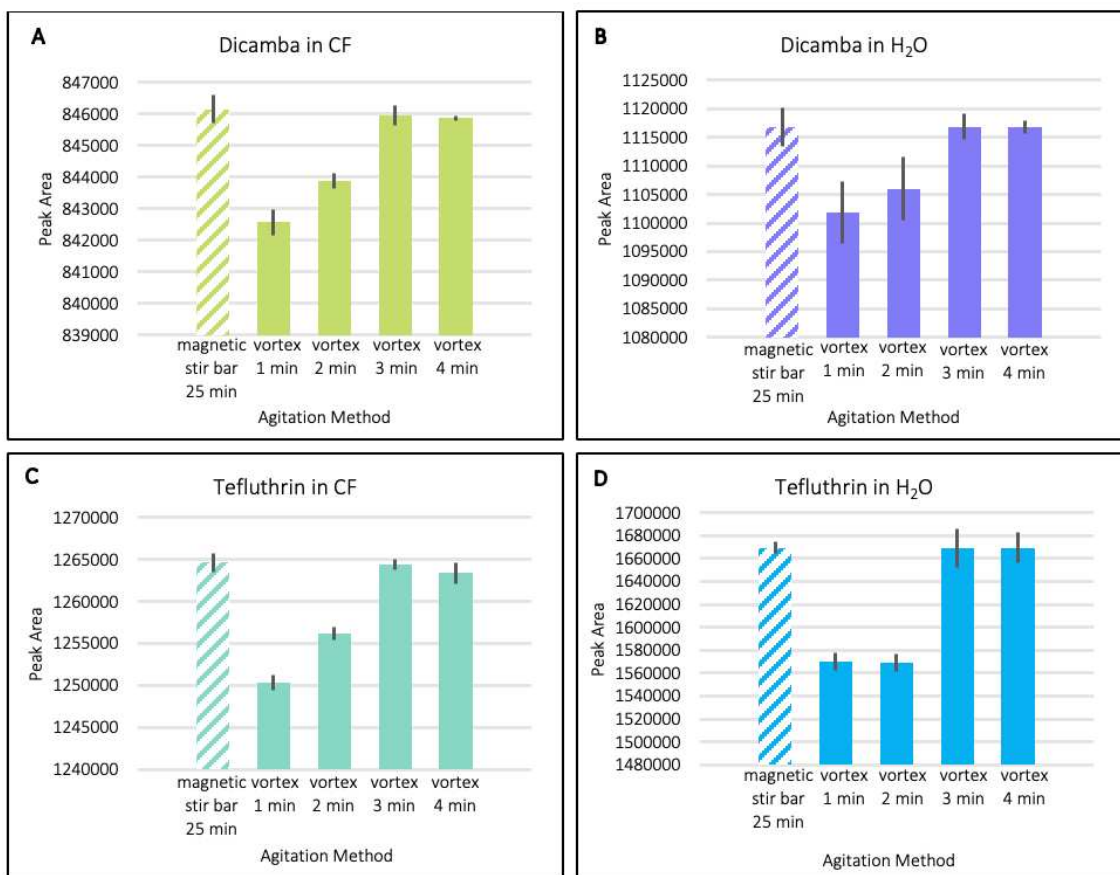 A
Dicamba in CF
847000
846000
845000
844000
843000
842000
841000
840000
839000
Peak Area
magnetic vortex vortex vortex vortex
stir bar 1 min 2 min 3 min 4 min
25 min
Agitation Method
B
Dicamba in H₂O
1125000
1120000
1115000
1110000
1105000
1100000
1095000
1090000
1085000
1080000
Peak Area
magnetic vortex vortex vortex vortex
stir bar 1 min 2 min 3 min 4 min
25 min
Agitation Method
C
Tefluthrin in CF
1270000
1265000
1260000
1255000
1250000
1245000
1240000
Peak Area
magnetic vortex vortex vortex vortex
stir bar 1 min 2 min 3 min 4 min
25 min
Agitation Method
D
Tefluthrin in H₂O
1700000
1680000
1660000
1640000
1620000
1600000
1580000
1560000
1540000
1520000
1500000
1480000
Peak Area
magnetic vortex vortex vortex vortex
stir bar 1 min 2 min 3 min 4 min
25 min
Agitation Method